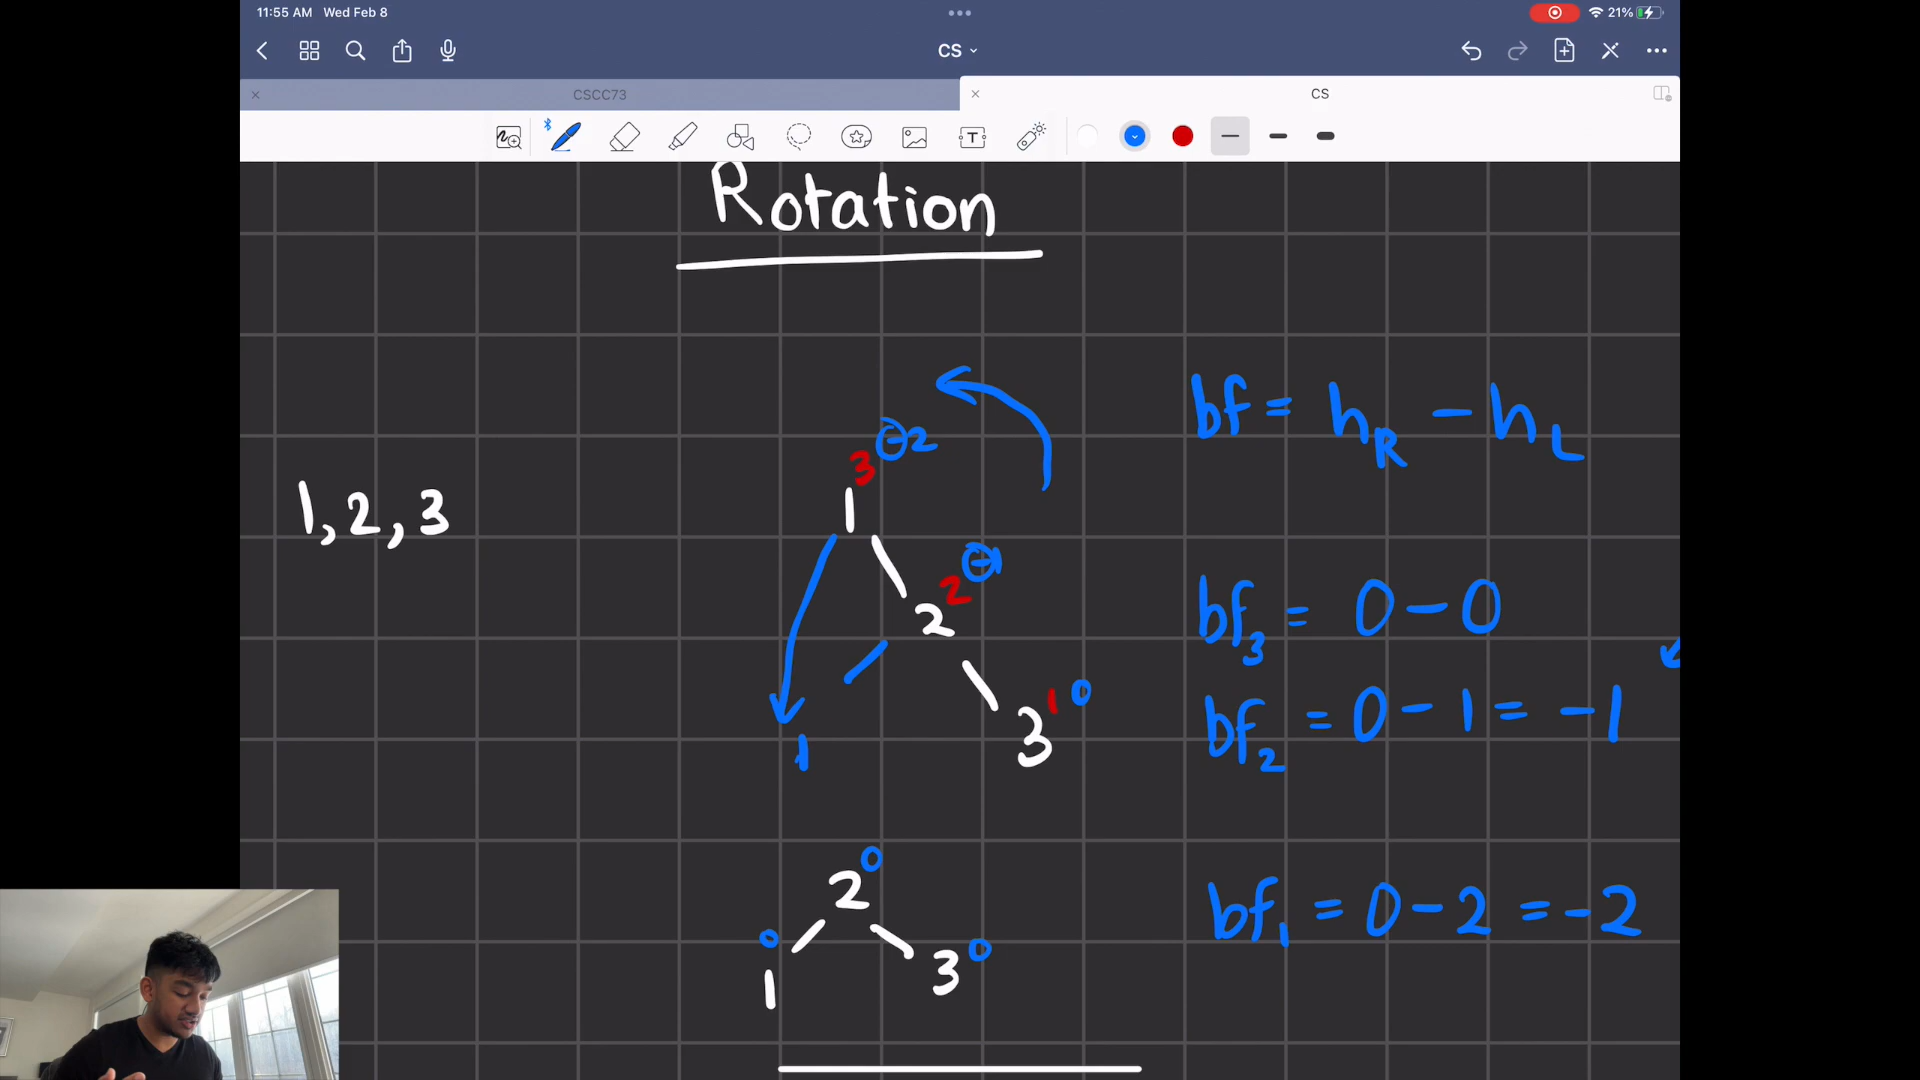 11:55 AM Wed Feb 8
21%
CS
CSCC73
CS
T
Rotation
bf = hR - hL
3 -2
1
1, 2, 3
2 -1
2
bf3 = 0 - 0
1 0
3
bf2 = 0 - 1 = -1
1
0
2
bf1 = 0 - 2 = -2
0
1
3 0